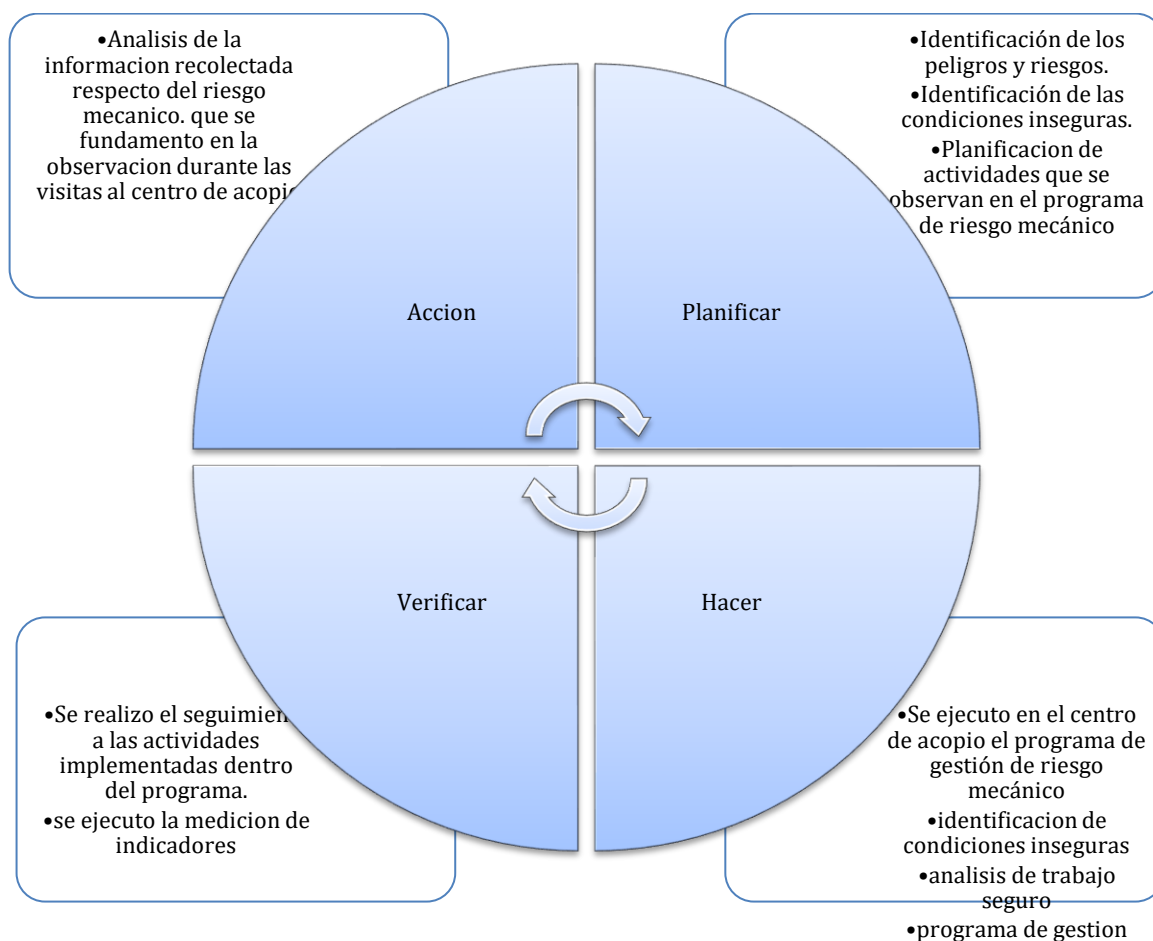 •Analisis de la
informacion recolectada
respecto del riesgo
mecanico. que se
fundamento en la
observacion durante las
visitas al centro de
•Identificación de los
peligros y riesgos.
•Identificación de las
condiciones inseguras.
•Planificacion de
actividades que se
observan en el programa
de riesgo mecánico
Accion
Planificar
Verificar
Hacer
•Se realizo el
a las actividades
implementadas dentro
del programa.
•se ejecuto la medicion de
indicadores
•Se ejecuto en el centro
de acopio el programa de
gestión de riesgo
mecánico
•identificacion de
condiciones inseguras
•analisis de trabajo
seguro
•programa de gestion